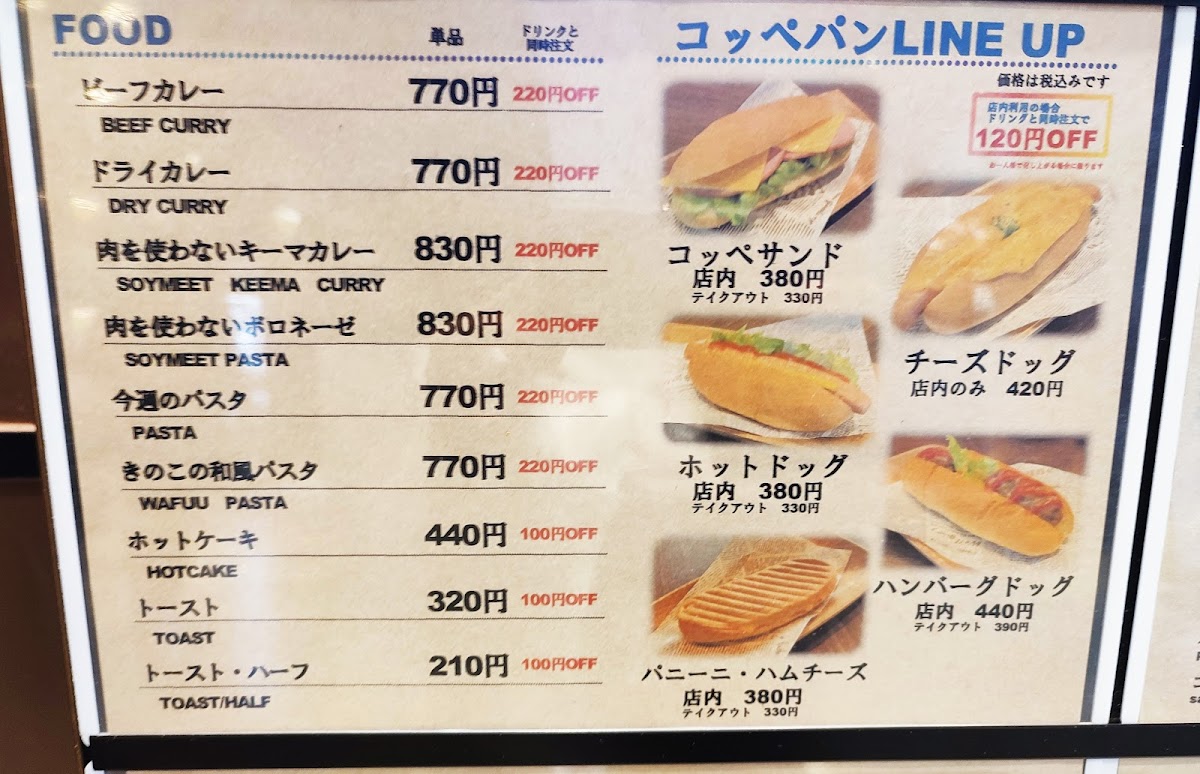 FOOD
単品
ドリンクと
同時注文
ビーフカレー 770円 220円OFF
BEEF CURRY
ドライカレー 770円 220円OFF
DRY CURRY
肉を使わないキーマカレー 830円 220円OFF
SOYMEET KEEMA CURRY
肉を使わないボロネーゼ 830円 220円OFF
SOYMEET PASTA
今週のパスタ 770円 220円OFF
PASTA
きのこの和風パスタ 770円 220円OFF
WAFUU PASTA
ホットケーキ 440円 100円OFF
HOTCAKE
トースト 320円 100円OFF
TOAST
トースト・ハーフ 210円 100円OFF
TOAST/HALF
コッペパンLINE UP
価格は税込みです
店内利用の場合
ドリンクと同時注文で
120円OFF
お一人様で召し上がる場合に限ります
コッペサンド
店内 380円
テイクアウト 330円
チーズドッグ
店内のみ 420円
ホットドッグ
店内 380円
テイクアウト 330円
ハンバーグドッグ
店内 440円
テイクアウト 390円
パニーニ・ハムチーズ
店内 380円
テイクアウト 330円